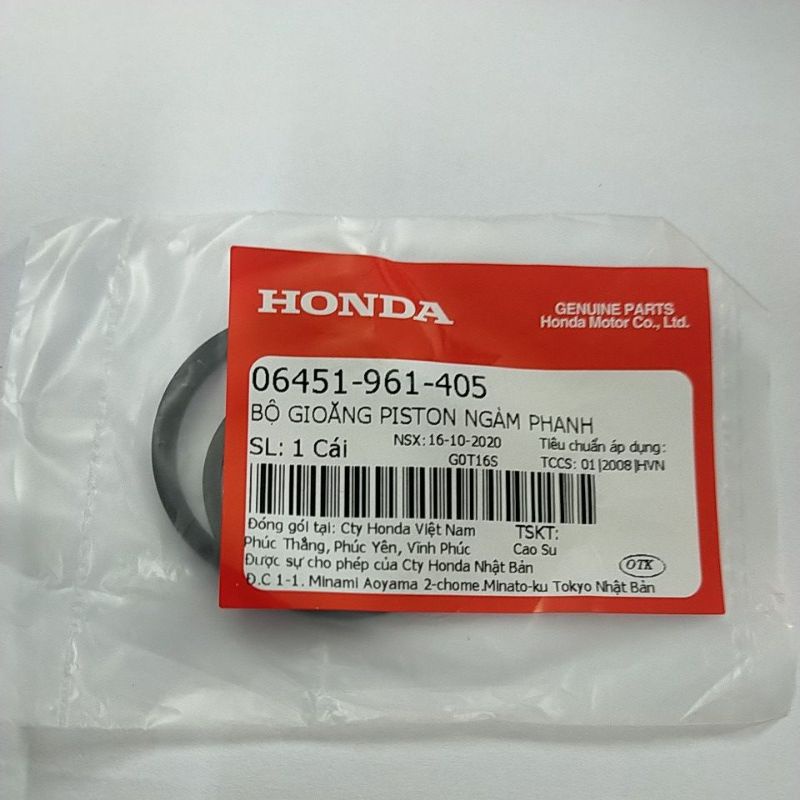 HONDA
GENUINE PARTS
Honda Motor Co., Ltd.
06451-961-405
BỘ GIOĂNG PISTON NGÀM PHANH
SL: 1 Cái
NSX: 16-10-2020
G0T16S
Tiêu chuẩn áp dụng:
TCCS: 01|2008|HVN
Đóng gói tại: Cty Honda Việt Nam
Phúc Thắng, Phúc Yên, Vĩnh Phúc
TSKT:
Cao Su
Được sự cho phép của Cty Honda Nhật Bản
Đ.C 1-1. Minami Aoyama 2-chome.Minato-ku Tokyo Nhật Bản
OTK